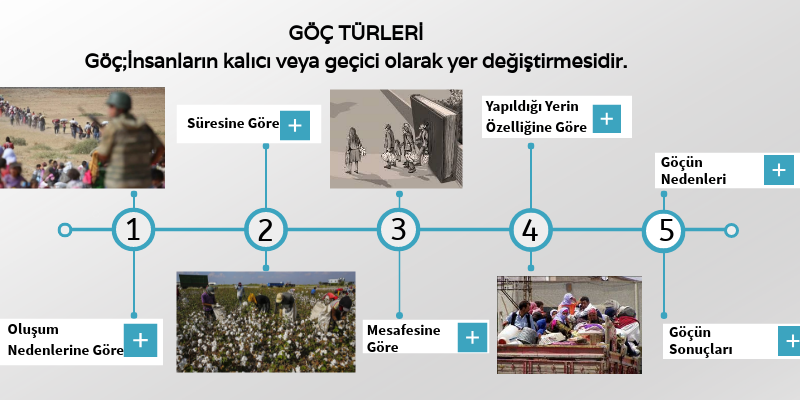 GÖÇ TÜRLERİ
Göç;İnsanların kalıcı veya geçici olarak yer değiştirmesidir.
Süresine Göre
Yapıldığı Yerin
Özelliğine Göre
Göçün
Nedenleri
1
2
3
4
5
Oluşum
Nedenlerine Göre
Mesafesine
Göre
Göçün
Sonuçları